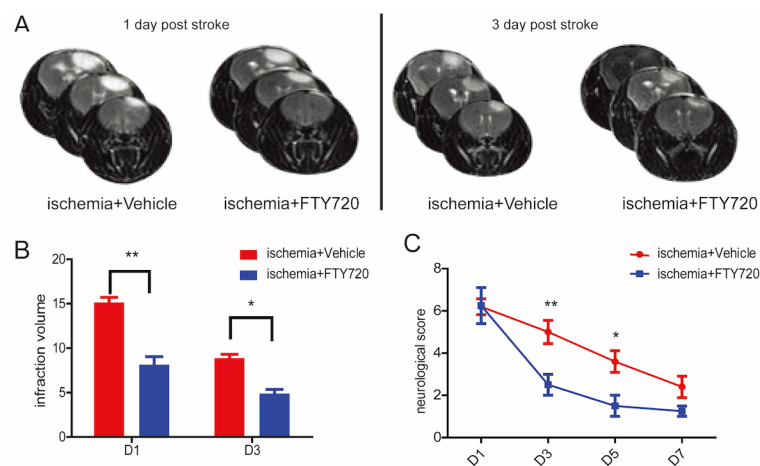 A
1 day post stroke
3 day post stroke
ischemia+Vehicle
ischemia+FTY720
ischemia+Vehicle
ischemia+FTY720
B
ischemia+Vehicle
ischemia+FTY720
infraction volume
20
15
10
5
0
**
*
D1
D3
C
ischemia+Vehicle
ischemia+FTY720
neurological score
8
6
4
2
0
**
*
D1
D3
D5
D7